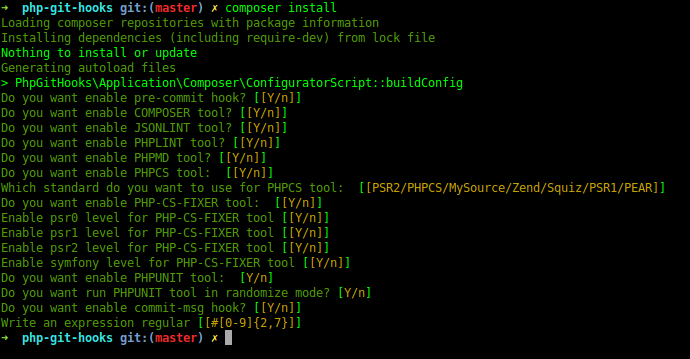 ➜  php-git-hooks git:(master) ✗ composer install
Loading composer repositories with package information
Installing dependencies (including require-dev) from lock file
Nothing to install or update
Generating autoload files
> PhpGitHooks\Application\Composer\ConfiguratorScript::buildConfig
Do you want enable pre-commit hook? [[Y/n]]
Do you want enable COMPOSER tool? [[Y/n]]
Do you want enable JSONLINT tool? [[Y/n]]
Do you want enable PHPLINT tool? [[Y/n]]
Do you want enable PHPMD tool? [[Y/n]]
Do you want enable PHPCS tool:  [[Y/n]]
Which standard do you want to use for PHPCS tool:  [[PSR2/PHPCS/MySource/Zend/Squiz/PSR1/PEAR]]
Do you want enable PHP-CS-FIXER tool:  [[Y/n]]
Enable psr0 level for PHP-CS-FIXER tool [[Y/n]]
Enable psr1 level for PHP-CS-FIXER tool [[Y/n]]
Enable psr2 level for PHP-CS-FIXER tool [[Y/n]]
Enable symfony level for PHP-CS-FIXER tool [[Y/n]]
Do you want enable PHPUNIT tool:  [Y/n]
Do you want run PHPUNIT tool in randomize mode? [Y/n]
Do you want enable commit-msg hook? [[Y/n]]
Write an expression regular [[#[0-9]{2,7}]]
➜  php-git-hooks git:(master) ✗